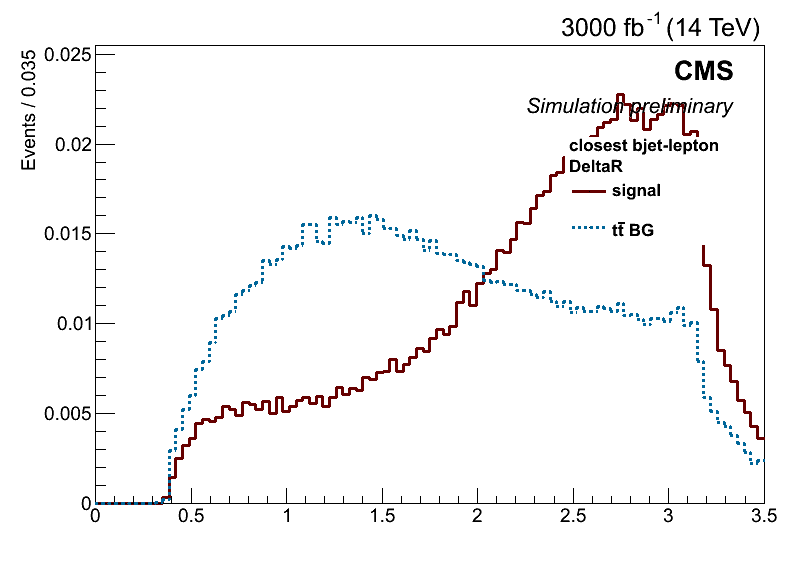 3000 fb⁻¹ (14 TeV)
Events / 0.035
0.025
0.02
0.015
0.01
0.005
0
CMS
Simulation preliminary
closest bjet-lepton
DeltaR
signal
tt̄ BG
0 0.5 1 1.5 2 2.5 3 3.5